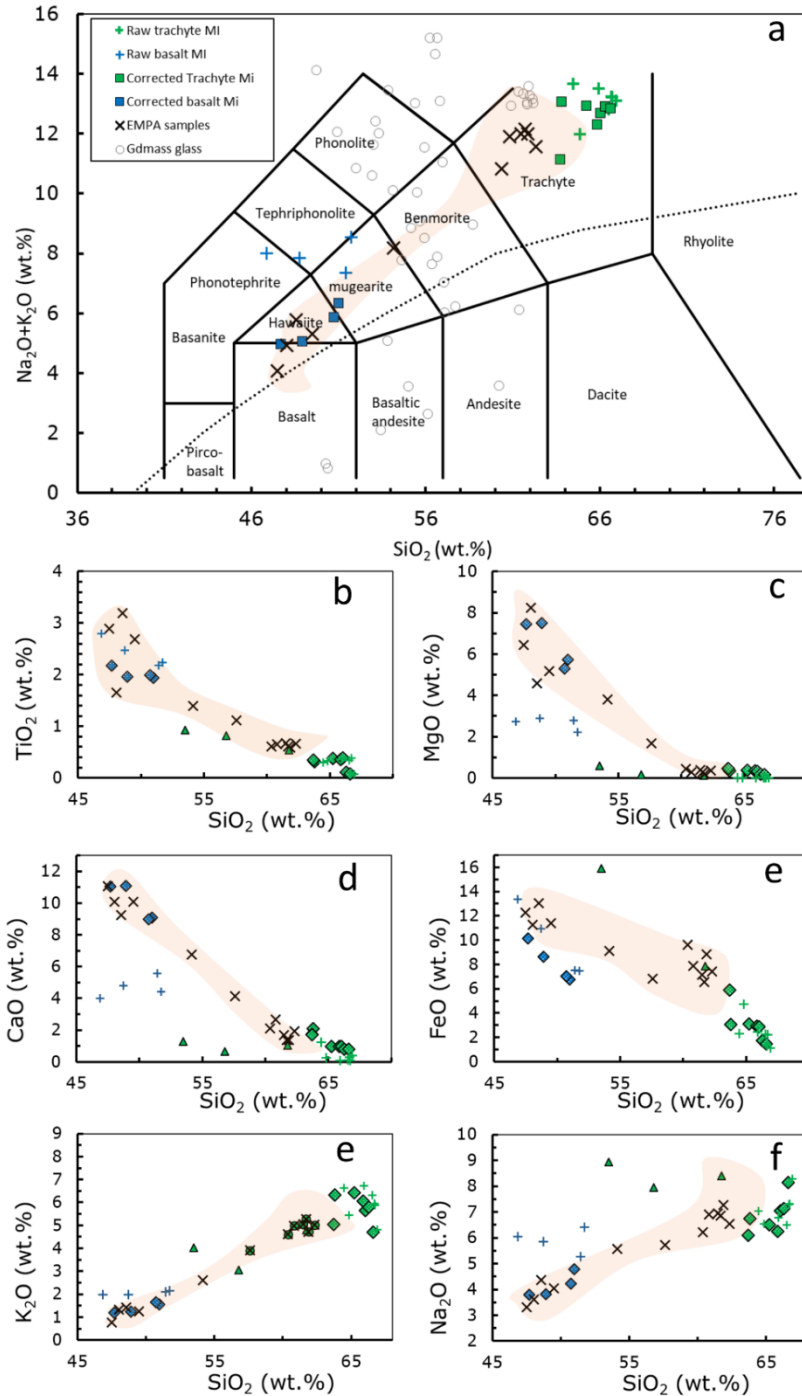 a
Raw trachyte MI
Raw basalt MI
Corrected Trachyte Mi
Corrected basalt Mi
EMPA samples
Gdmass glass
16
14
12
10
8
6
4
2
0
Na₂O+K₂O (wt.%)
Phonolite
Trachyte
Tephriphonolite
Benmorite
Rhyolite
Phonotephrite
mugearite
Basanite
Hawaiite
Basalt
Basaltic
andesite
Andesite
Dacite
Pirco-
basalt
36 46 56 66 76
SiO₂ (wt.%)
b
4
3
2
1
0
TiO₂ (wt.%)
45 55 65
SiO₂ (wt.%)
c
10
8
6
4
2
0
MgO (wt.%)
45 55 65
SiO₂ (wt.%)
d
12
11
10
9
8
7
6
5
4
3
2
1
0
CaO (wt.%)
45 55 65
SiO₂ (wt.%)
e
18
16
14
12
10
8
6
4
2
0
FeO (wt.%)
45 55 65
SiO₂ (wt.%)
e
9
8
7
6
5
4
3
2
1
0
K₂O (wt.%)
45 55 65
SiO₂ (wt.%)
f
10
9
8
7
6
5
4
3
2
Na₂O (wt.%)
45 55 65
SiO₂ (wt.%)